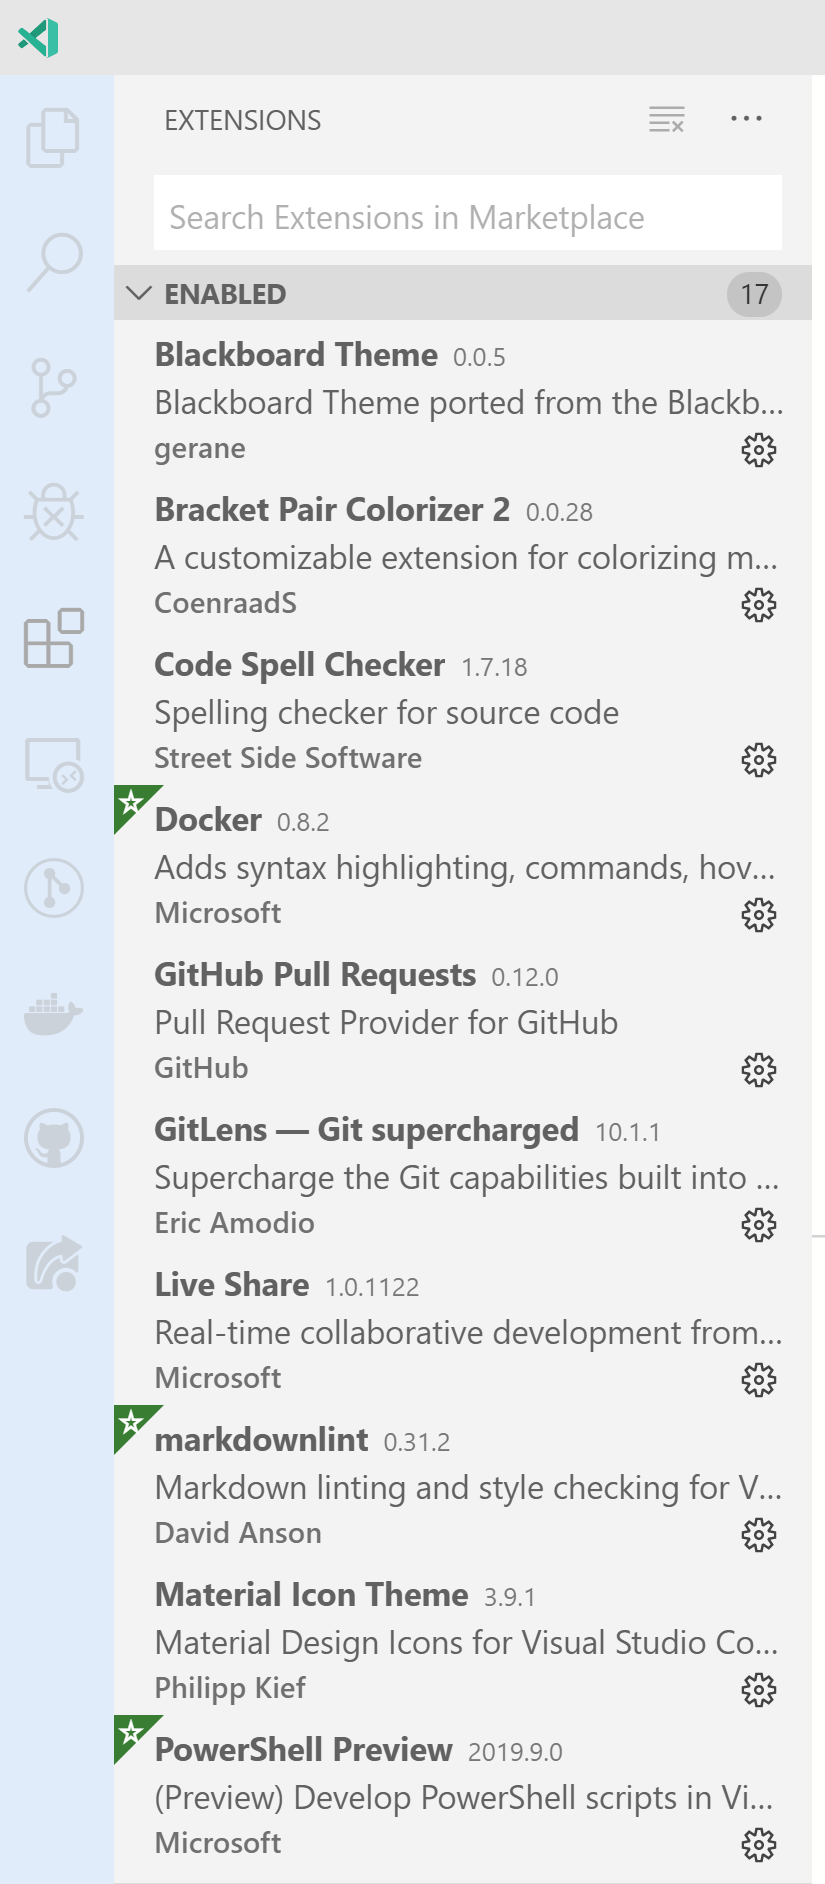 EXTENSIONS
Search Extensions in Marketplace
ENABLED 17
Blackboard Theme 0.0.5
Blackboard Theme ported from the Blackb...
gerane
Bracket Pair Colorizer 2 0.0.28
A customizable extension for colorizing m...
CoenraadS
Code Spell Checker 1.7.18
Spelling checker for source code
Street Side Software
Docker 0.8.2
Adds syntax highlighting, commands, hov...
Microsoft
GitHub Pull Requests 0.12.0
Pull Request Provider for GitHub
GitHub
GitLens — Git supercharged 10.1.1
Supercharge the Git capabilities built into ...
Eric Amodio
Live Share 1.0.1122
Real-time collaborative development from...
Microsoft
markdownlint 0.31.2
Markdown linting and style checking for V...
David Anson
Material Icon Theme 3.9.1
Material Design Icons for Visual Studio Co...
Philipp Kief
PowerShell Preview 2019.9.0
(Preview) Develop PowerShell scripts in Vi...
Microsoft